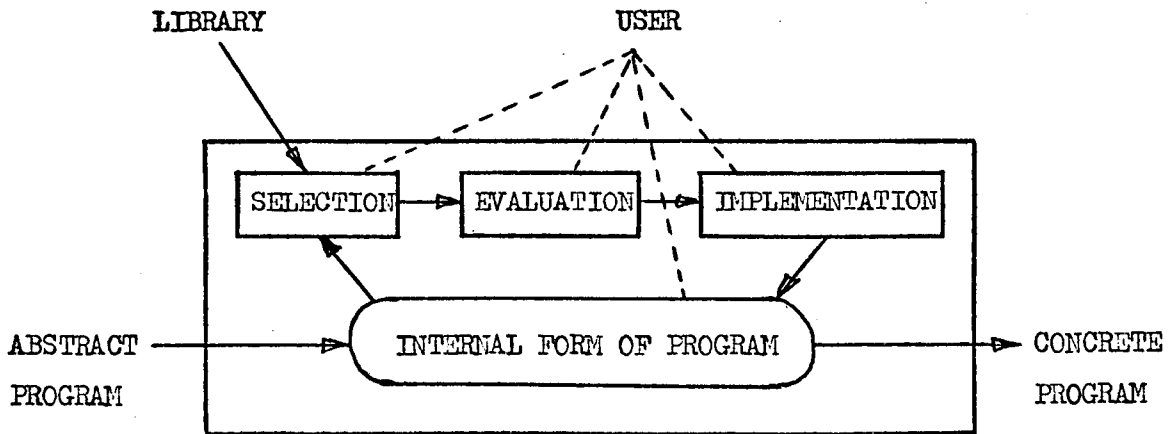 LIBRARY
USER
SELECTION
EVALUATION
IMPLEMENTATION
INTERNAL FORM OF PROGRAM
ABSTRACT
PROGRAM
CONCRETE
PROGRAM